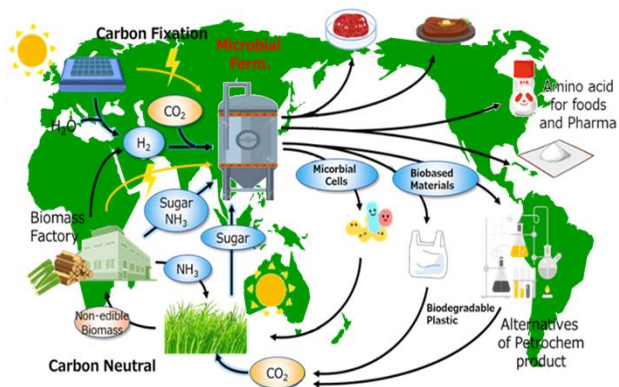 Carbon Fixation
Microbial
Ferm.
CO2
H2O
H2
Amino acid
for foods
and Pharma
Micorbial
Cells
Biobased
Materials
Biomass
Factory
Sugar
NH3
Sugar
NH3
Non-edible
Biomass
Biodegradable
Plastic
Alternatives
of Petrochem
product
Carbon Neutral
CO2